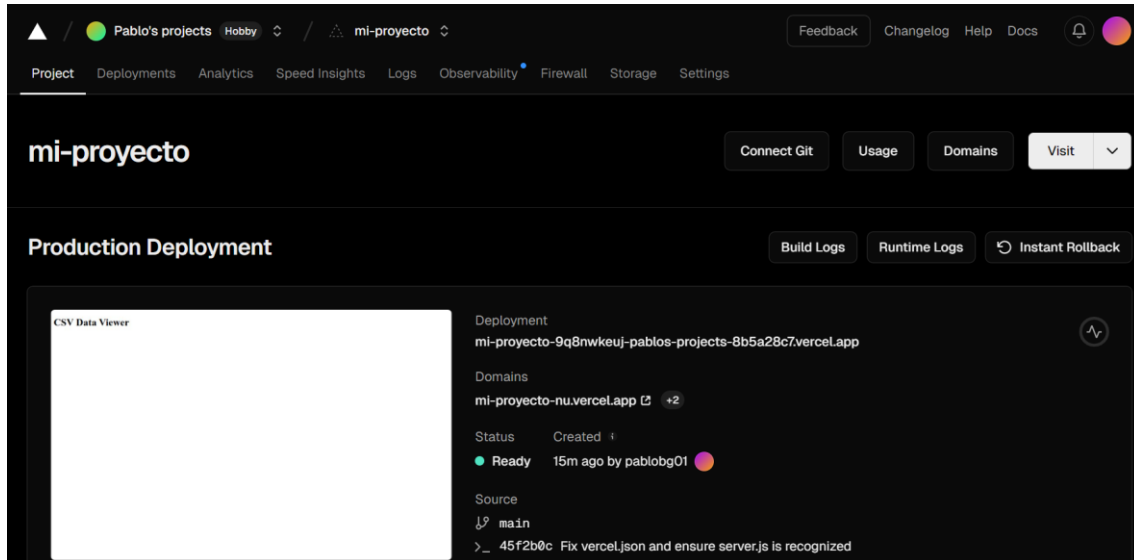 Pablo's projects Hobby mi-proyecto Feedback Changelog Help Docs
Project Deployments Analytics Speed Insights Logs Observability Firewall Storage Settings
mi-proyecto Connect Git Usage Domains Visit
Production Deployment Build Logs Runtime Logs Instant Rollback
CSV Data Viewer
Deployment
mi-proyecto-9q8nwkeuj-pablos-projects-8b5a28c7.vercel.app
Domains
mi-proyecto-nu.vercel.app +2
Status Created
Ready 15m ago by pablobg01
Source
main
45f2b0c Fix vercel.json and ensure server.js is recognized